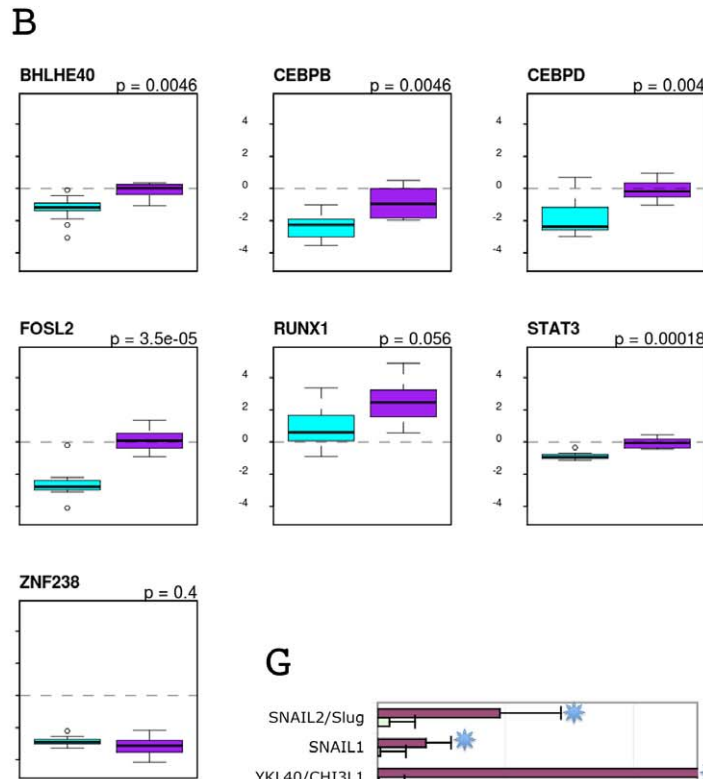 B
BHLHE40
p = 0.0046
CEBPB
p = 0.0046
CEBPD
p = 0.004
4
2
0
-2
-4
4
2
0
-2
-4
FOSL2
p = 3.5e-05
RUNX1
p = 0.056
STAT3
p = 0.00018
4
2
0
-2
-4
4
2
0
-2
-4
ZNF238
p = 0.4
G
SNAIL2/Slug
SNAIL1
YKL40/CHI3L1